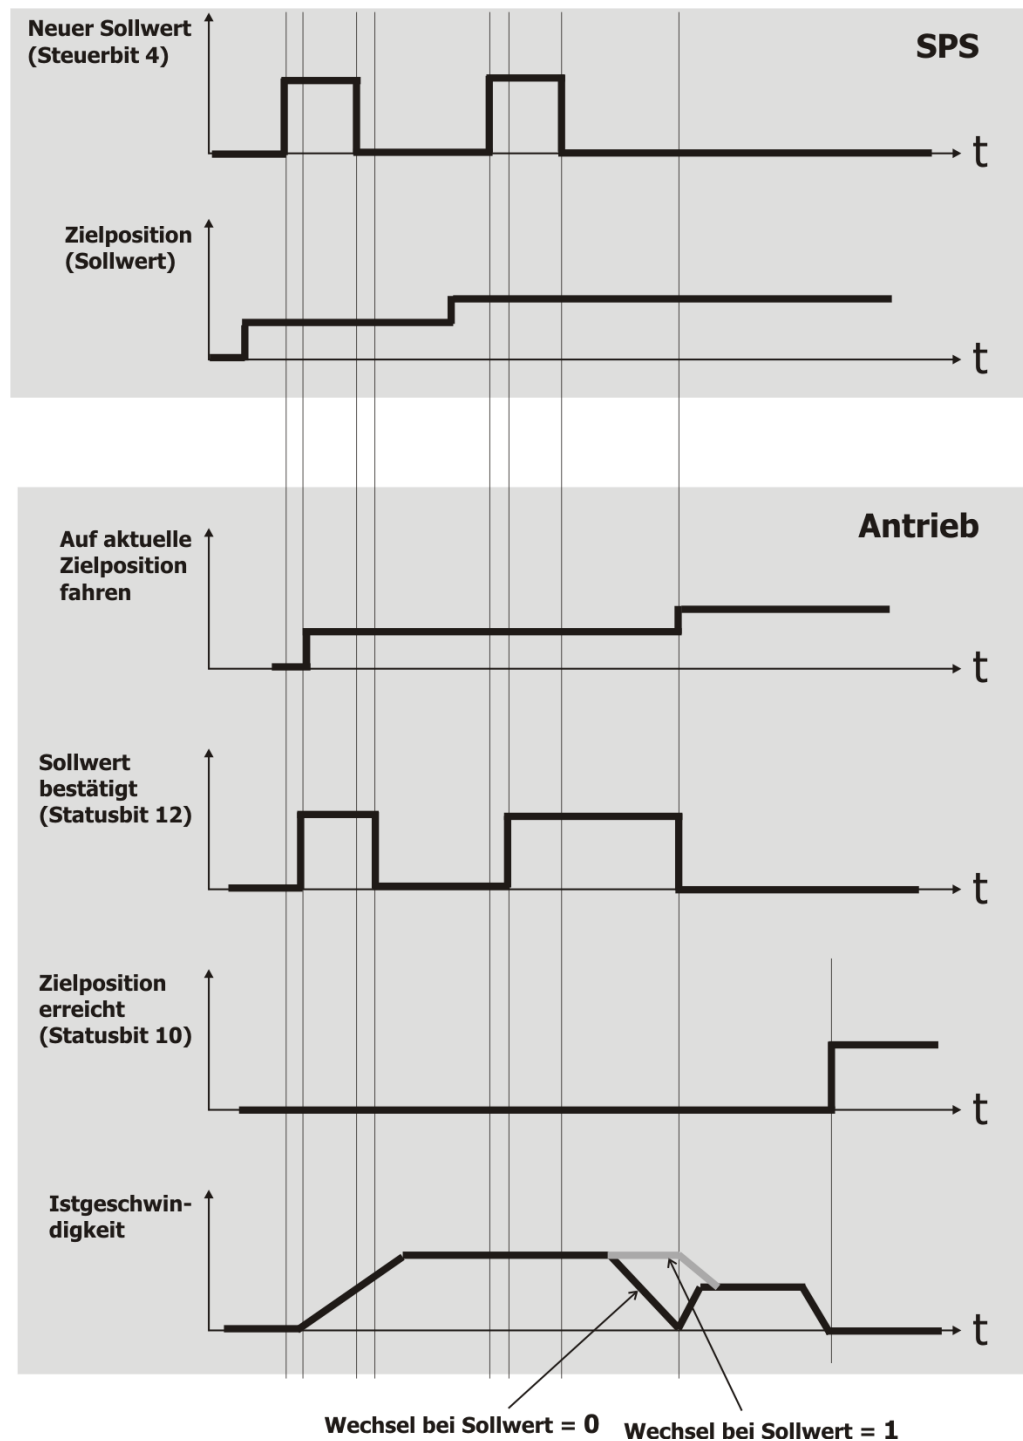 Neuer Sollwert
(Steuerbit 4)
SPS
t
Zielposition
(Sollwert)
t
Antrieb
Auf aktuelle
Zielposition
fahren
t
Sollwert
bestätigt
(Statusbit 12)
t
Zielposition
erreicht
(Statusbit 10)
t
Istgeschwin-
digkeit
t
Wechsel bei Sollwert = 0
Wechsel bei Sollwert = 1